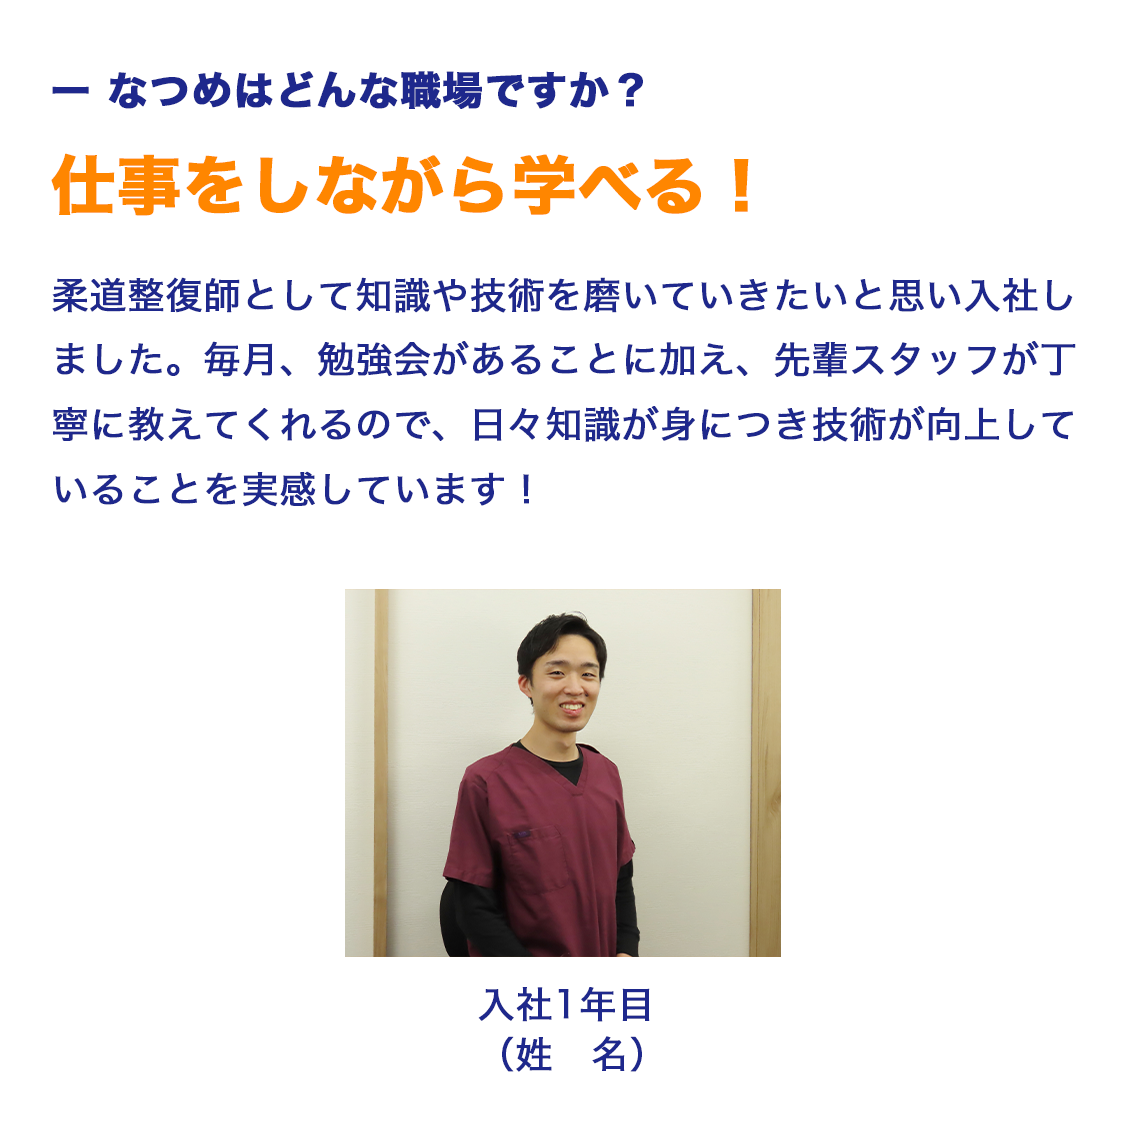 ー なつめはどんな職場ですか？
仕事をしながら学べる！
柔道整復師として知識や技術を磨いていきたいと思い入社し
ました。毎月、勉強会があることに加え、先輩スタッフが丁
寧に教えてくれるので、日々知識が身につき技術が向上して
いることを実感しています！
入社1年目
（姓　名）